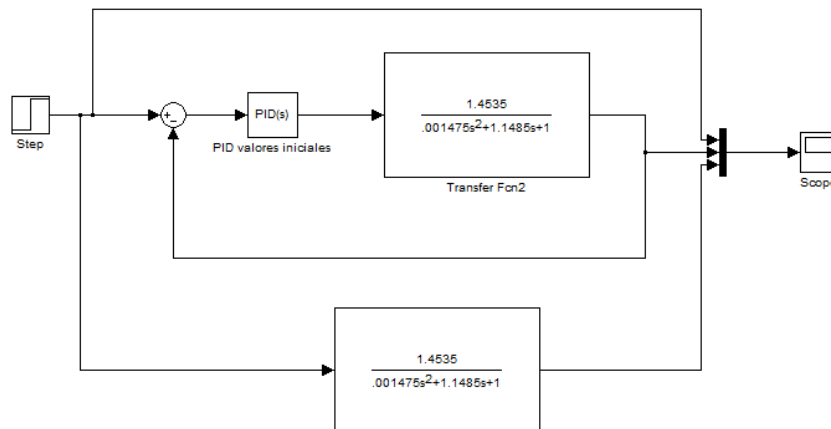 Step
+
−
PID(s)
PID valores iniciales
1.4535
.001475s²+1.1485s+1
Transfer Fcn2
Scope
1.4535
.001475s²+1.1485s+1